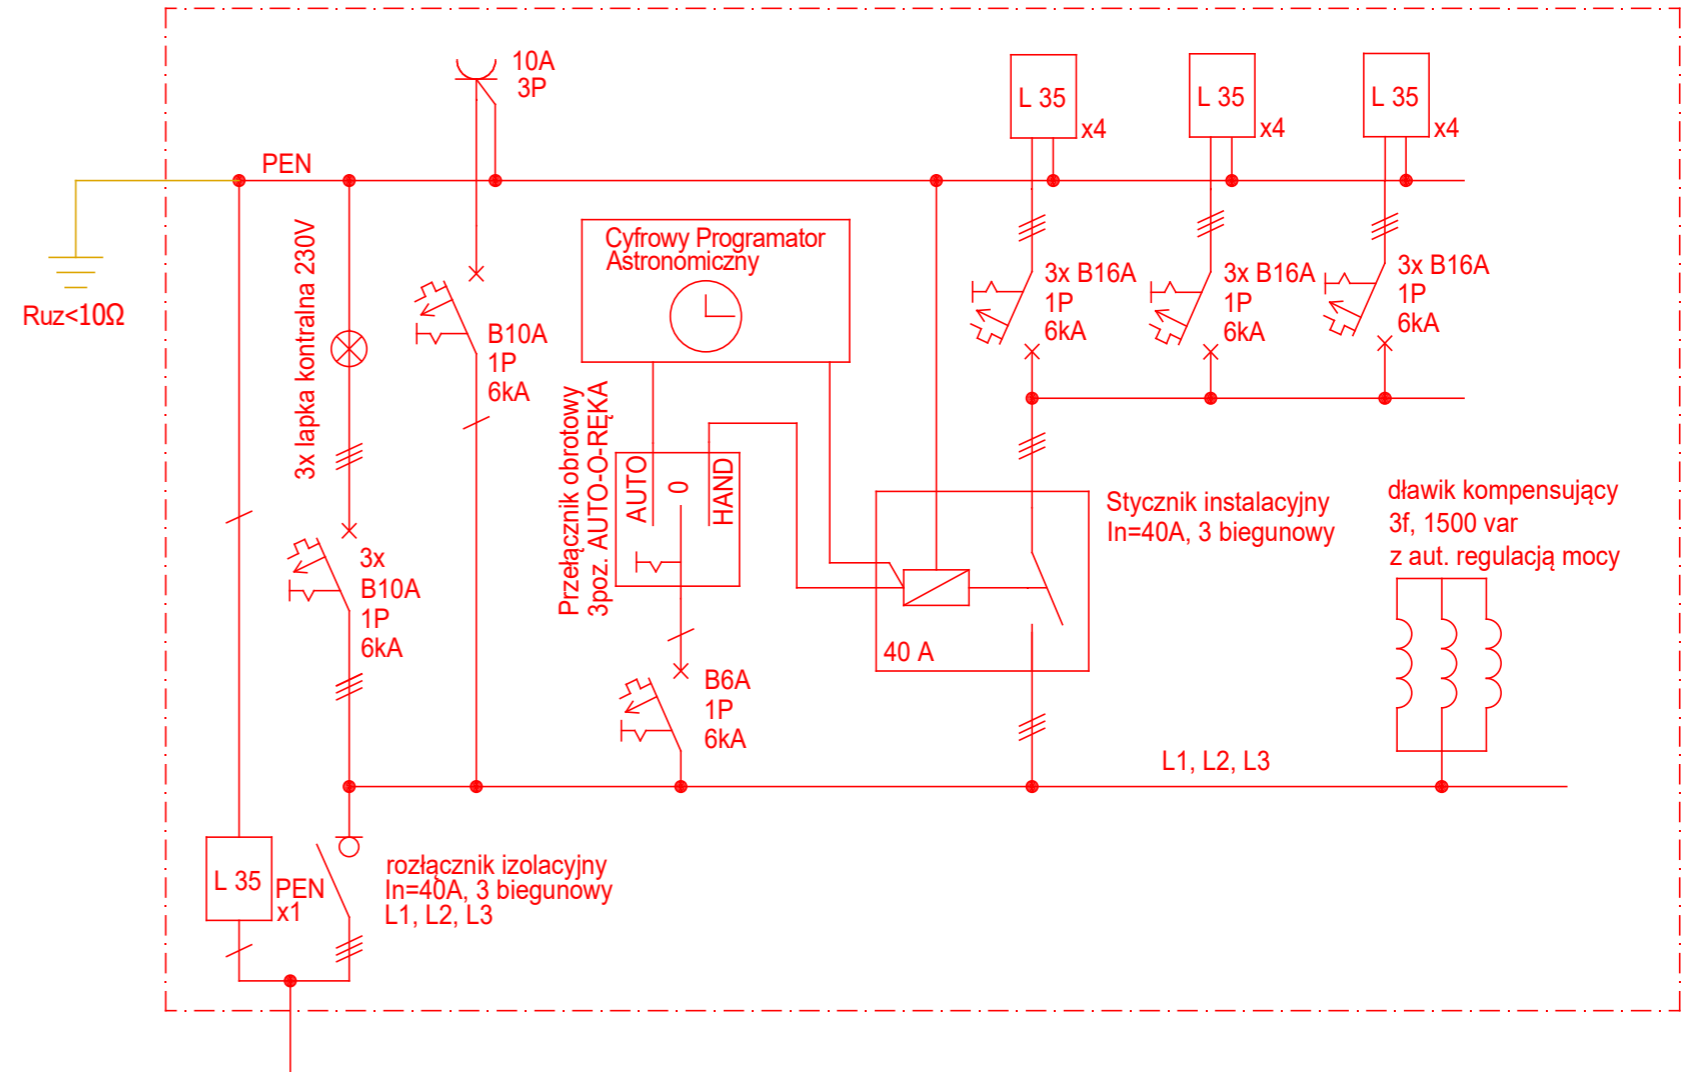 10A
3P
L 35
x4
L 35
x4
L 35
x4
PEN
Ruz<10Ω
3x lapka kontralna 230V
Cyfrowy Programator
Astronomiczny
B10A
1P
6kA
3x B16A
1P
6kA
3x B16A
1P
6kA
3x B16A
1P
6kA
Przełącznik obrotowy
3poz. AUTO-O-RĘKA
AUTO
0
HAND
3x
B10A
1P
6kA
B6A
1P
6kA
40 A
Stycznik instalacyjny
In=40A, 3 biegunowy
dławik kompensujący
3f, 1500 var
z aut. regulacją mocy
L1, L2, L3
L 35
PEN
x1
rozłącznik izolacyjny
In=40A, 3 biegunowy
L1, L2, L3